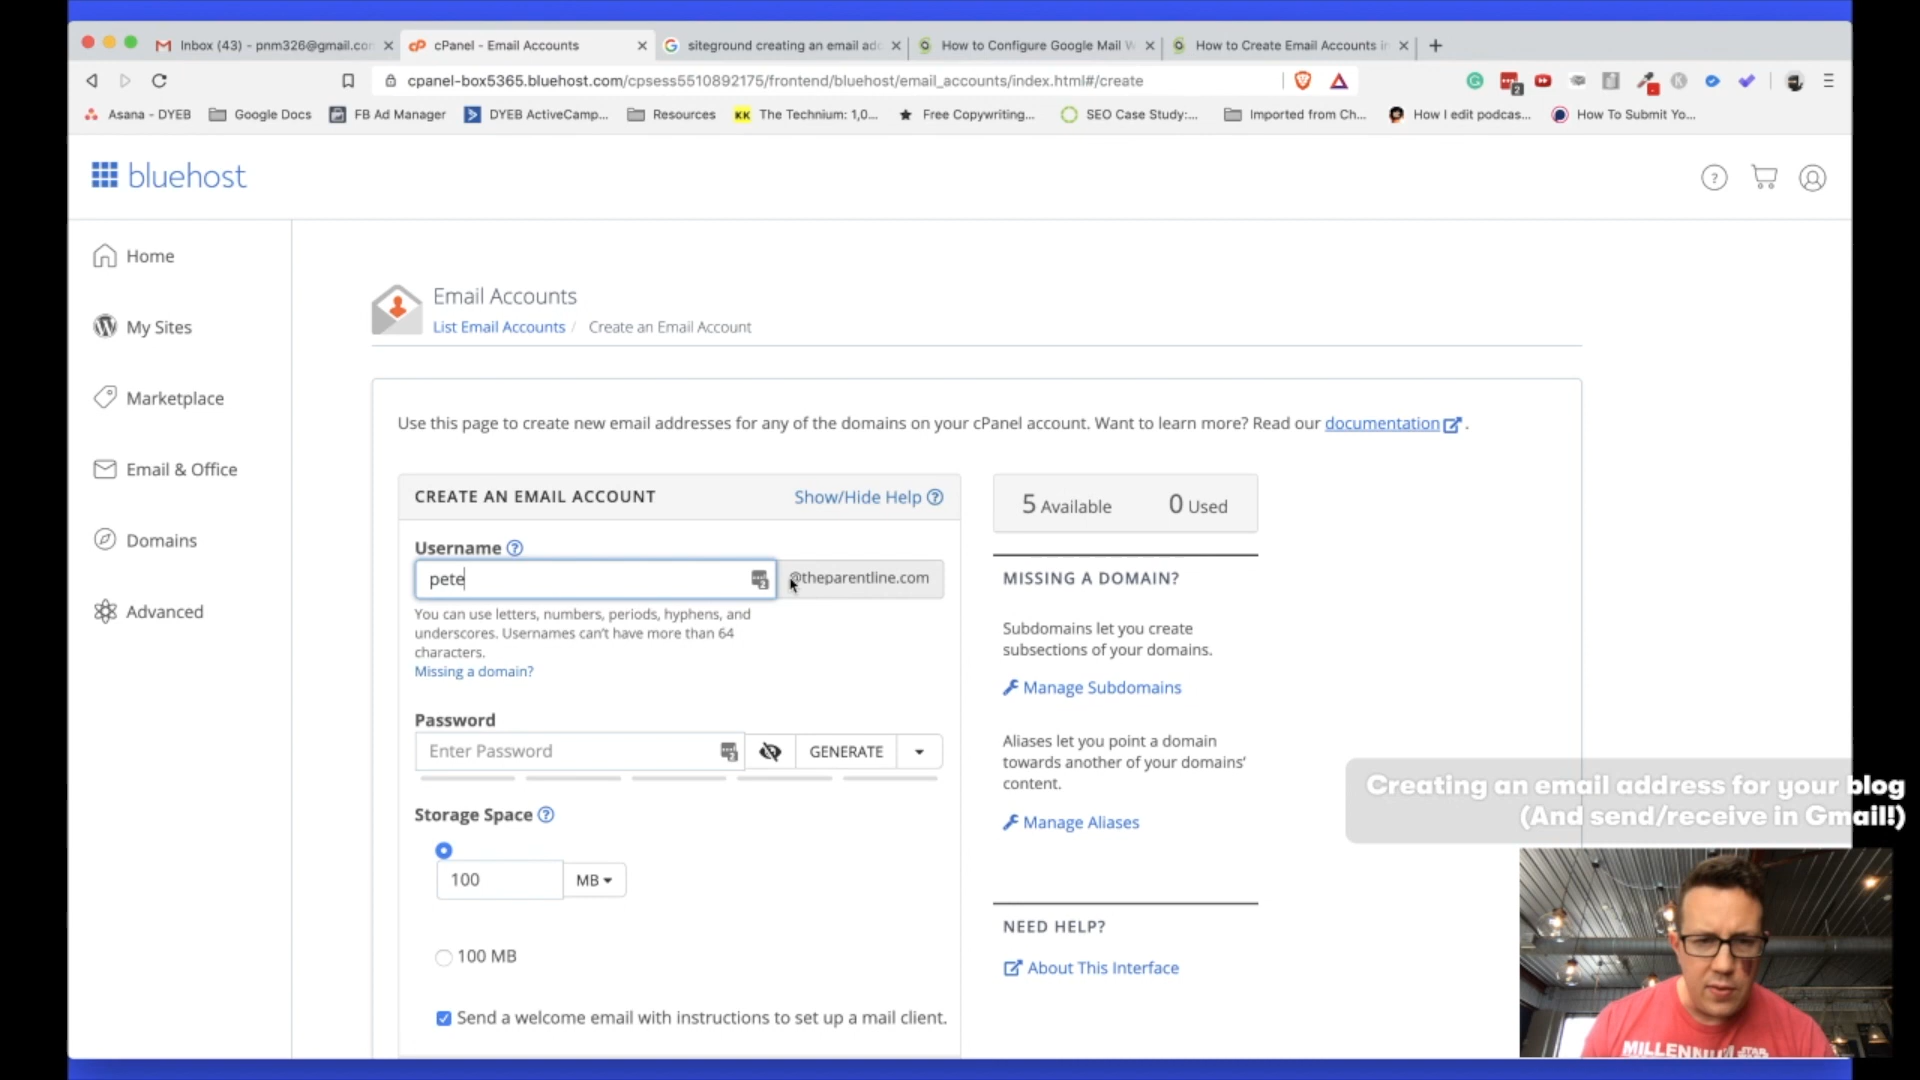 Inbox (43) - pnm326@gmail.co
cPanel - Email Accounts
siteground creating an email ad
How to Configure Google Mail
How to Create Email Accounts i
cpanel-box5365.bluehost.com/cpsess5510892175/frontend/bluehost/email_accounts/index.html#/create
Asana - DYEB
Google Docs
FB Ad Manager
DYEB ActiveCamp...
Resources
KK The Technium: 1,0...
Free Copywriting...
SEO Case Study:...
Imported from Ch...
How I edit podcas...
How To Submit Yo...
bluehost
Home
My Sites
Marketplace
Email & Office
Domains
Advanced
Email Accounts
List Email Accounts / Create an Email Account
Use this page to create new email addresses for any of the domains on your cPanel account. Want to learn more? Read our documentation .
CREATE AN EMAIL ACCOUNT
Show/Hide Help
Username
pete
@theparentline.com
You can use letters, numbers, periods, hyphens, and
underscores. Usernames can't have more than 64
characters.
Missing a domain?
Password
Enter Password
GENERATE
Storage Space
100
MB
100 MB
Send a welcome email with instructions to set up a mail client.
5 Available
0 Used
MISSING A DOMAIN?
Subdomains let you create
subsections of your domains.
Manage Subdomains
Aliases let you point a domain
towards another of your domains'
content.
Manage Aliases
NEED HELP?
About This Interface
Creating an email address for your blog
(And send/receive in Gmail!)
MILLENNIUM
STAR